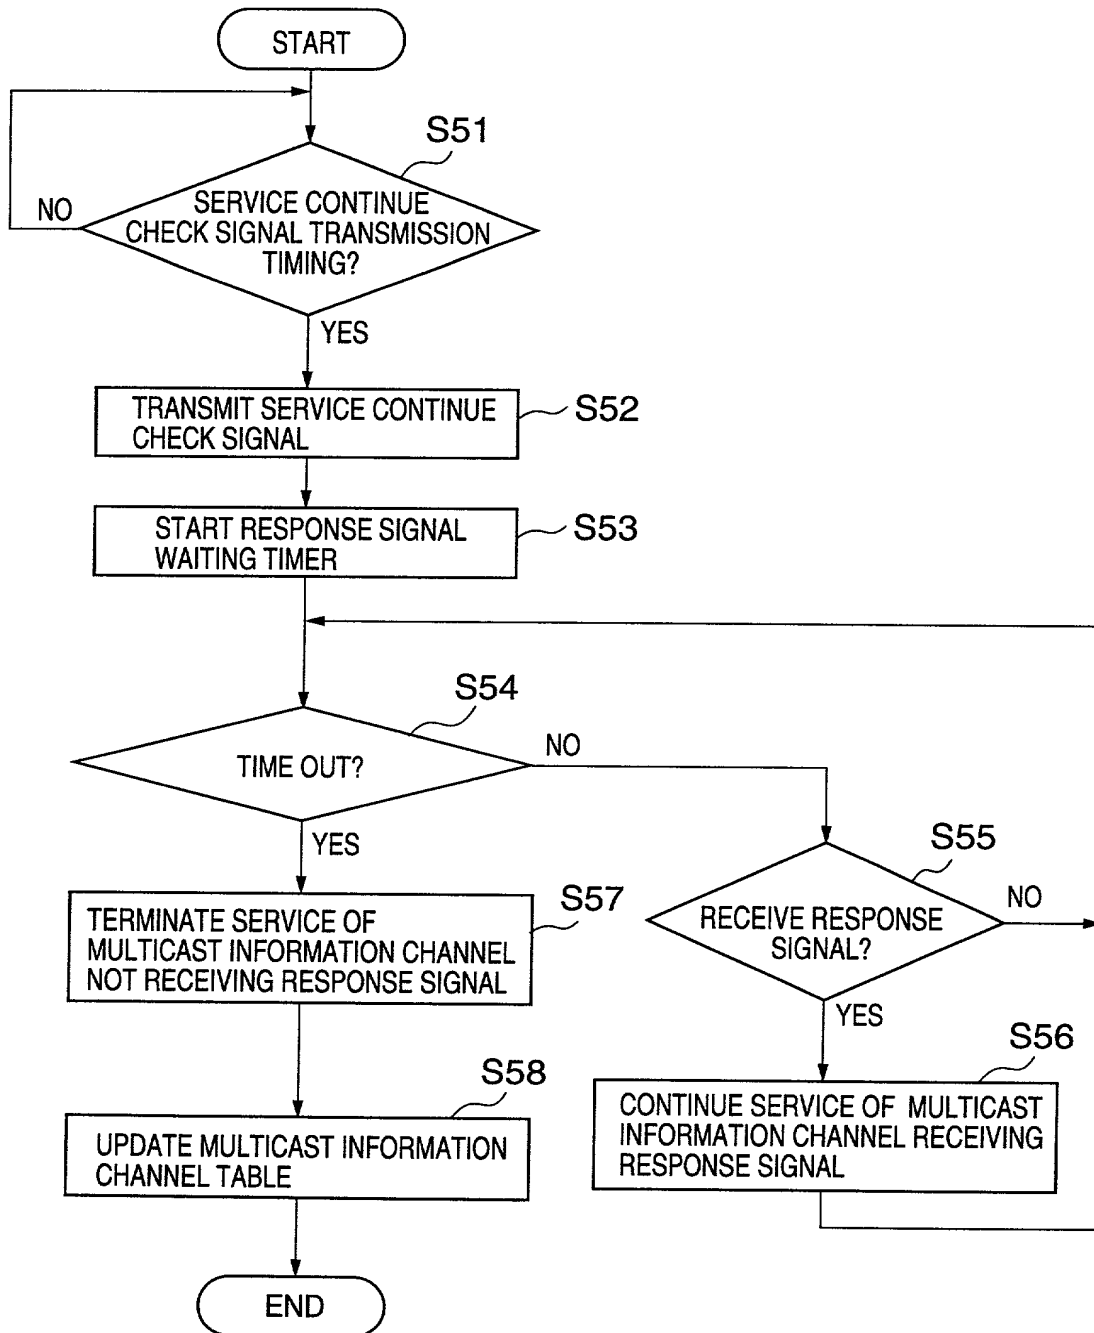 START
S51
SERVICE CONTINUE
CHECK SIGNAL TRANSMISSION
TIMING?
NO
YES
TRANSMIT SERVICE CONTINUE
CHECK SIGNAL
S52
START RESPONSE SIGNAL
WAITING TIMER
S53
S54
TIME OUT?
NO
YES
S55
RECEIVE RESPONSE
SIGNAL?
NO
YES
S57
TERMINATE SERVICE OF
MULTICAST INFORMATION CHANNEL
NOT RECEIVING RESPONSE SIGNAL
S56
CONTINUE SERVICE OF MULTICAST
INFORMATION CHANNEL RECEIVING
RESPONSE SIGNAL
S58
UPDATE MULTICAST INFORMATION
CHANNEL TABLE
END